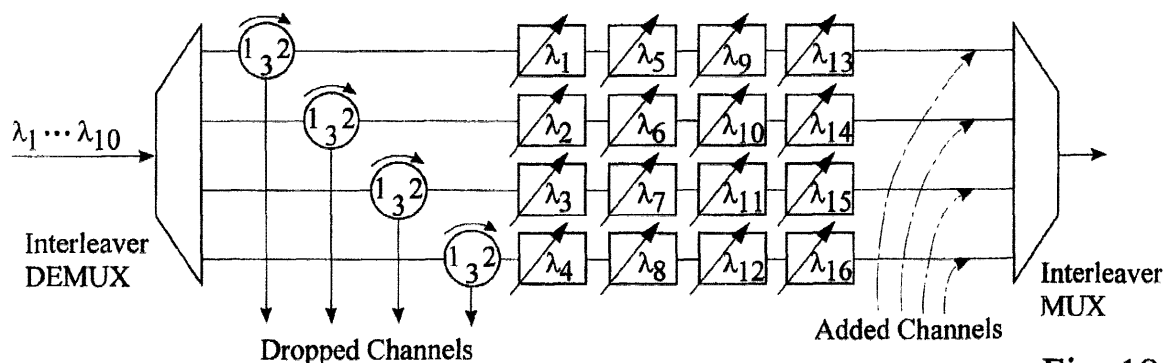 1 3 2
λ1 λ5 λ9 λ13
1 3 2
λ2 λ6 λ10 λ14
λ1 ··· λ10
1 3 2
λ3 λ7 λ11 λ15
Interleaver
DEMUX
1 3 2
λ4 λ8 λ12 λ16
Interleaver
MUX
Added Channels
Dropped Channels